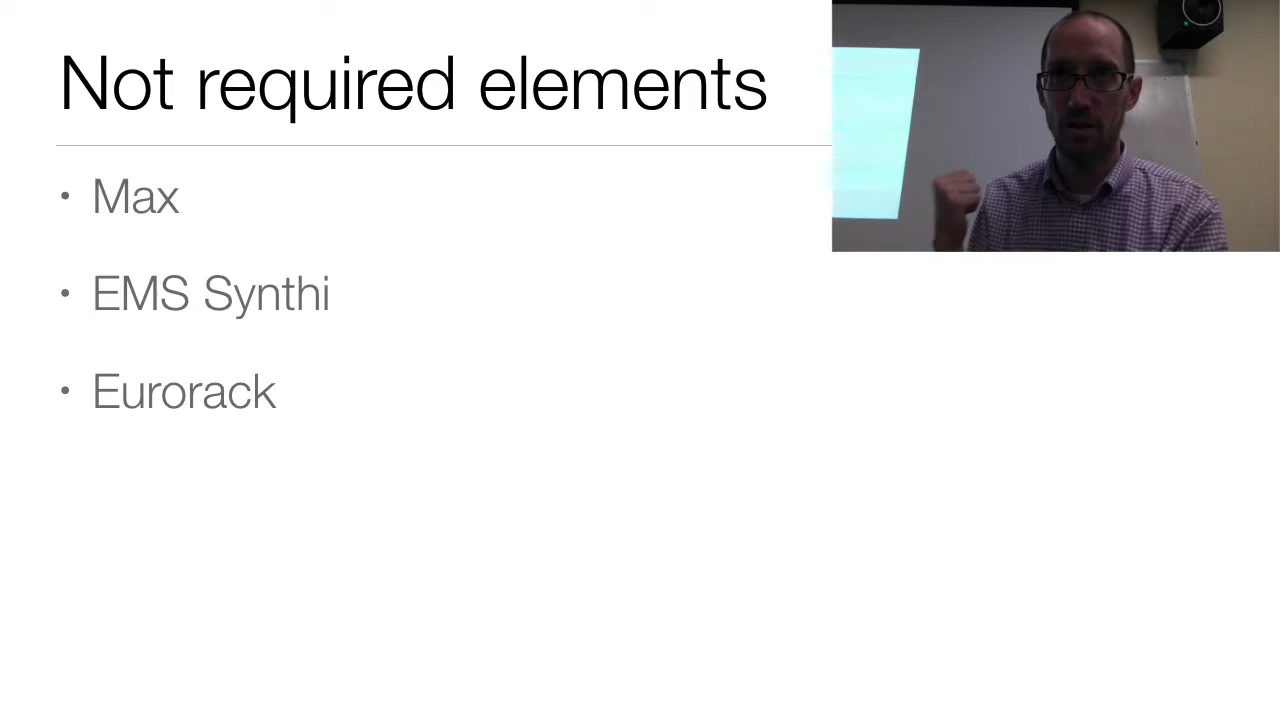 Not required elements
• Max
• EMS Synthi
• Eurorack